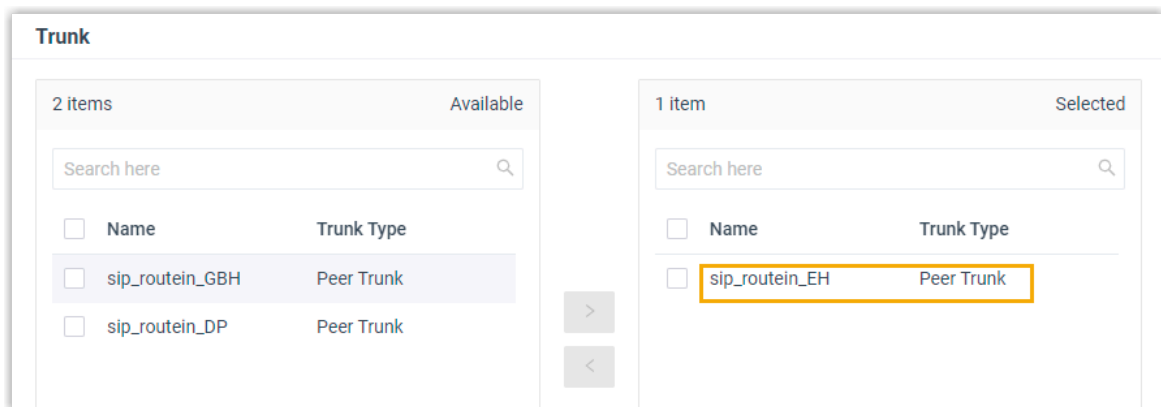 Trunk
2 items Available
Search here
Name Trunk Type
sip_routein_GBH Peer Trunk
sip_routein_DP Peer Trunk
>
<
1 item Selected
Search here
Name Trunk Type
sip_routein_EH Peer Trunk